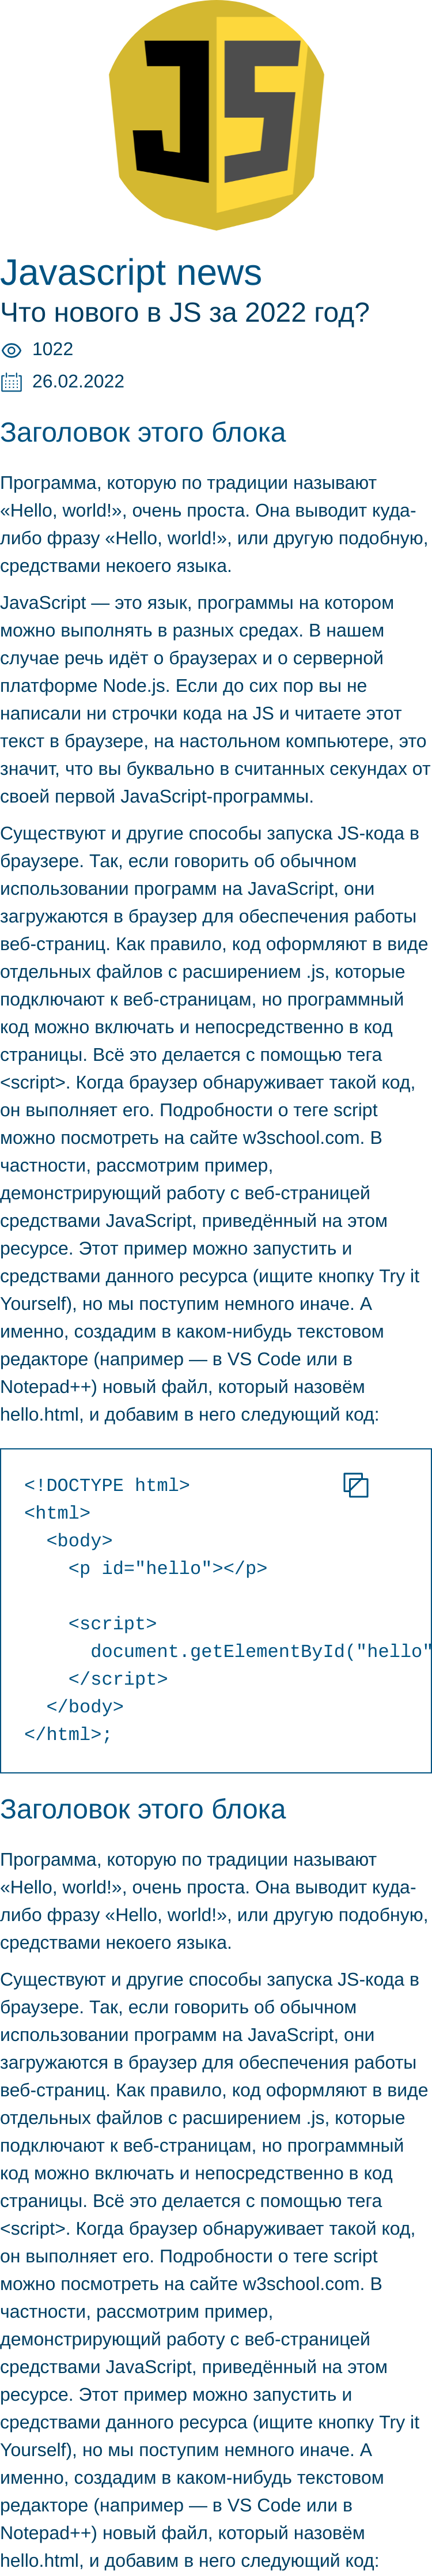 JS
Javascript news
Что нового в JS за 2022 год?
1022
26.02.2022
Заголовок этого блока
Программа, которую по традиции называют
«Hello, world!», очень проста. Она выводит куда-
либо фразу «Hello, world!», или другую подобную,
средствами некоего языка.
JavaScript — это язык, программы на котором
можно выполнять в разных средах. В нашем
случае речь идёт о браузерах и о серверной
платформе Node.js. Если до сих пор вы не
написали ни строчки кода на JS и читаете этот
текст в браузере, на настольном компьютере, это
значит, что вы буквально в считанных секундах от
своей первой JavaScript-программы.
Существуют и другие способы запуска JS-кода в
браузере. Так, если говорить об обычном
использовании программ на JavaScript, они
загружаются в браузер для обеспечения работы
веб-страниц. Как правило, код оформляют в виде
отдельных файлов с расширением .js, которые
подключают к веб-страницам, но программный
код можно включать и непосредственно в код
страницы. Всё это делается с помощью тега
<script>. Когда браузер обнаруживает такой код,
он выполняет его. Подробности о теге script
можно посмотреть на сайте w3school.com. В
частности, рассмотрим пример,
демонстрирующий работу с веб-страницей
средствами JavaScript, приведённый на этом
ресурсе. Этот пример можно запустить и
средствами данного ресурса (ищите кнопку Try it
Yourself), но мы поступим немного иначе. А
именно, создадим в каком-нибудь текстовом
редакторе (например — в VS Code или в
Notepad++) новый файл, который назовём
hello.html, и добавим в него следующий код:
<!DOCTYPE html>
<html>
  <body>
    <p id="hello"></p>
    <script>
      document.getElementById("hello"
    </script>
  </body>
</html>;
Заголовок этого блока
Программа, которую по традиции называют
«Hello, world!», очень проста. Она выводит куда-
либо фразу «Hello, world!», или другую подобную,
средствами некоего языка.
Существуют и другие способы запуска JS-кода в
браузере. Так, если говорить об обычном
использовании программ на JavaScript, они
загружаются в браузер для обеспечения работы
веб-страниц. Как правило, код оформляют в виде
отдельных файлов с расширением .js, которые
подключают к веб-страницам, но программный
код можно включать и непосредственно в код
страницы. Всё это делается с помощью тега
<script>. Когда браузер обнаруживает такой код,
он выполняет его. Подробности о теге script
можно посмотреть на сайте w3school.com. В
частности, рассмотрим пример,
демонстрирующий работу с веб-страницей
средствами JavaScript, приведённый на этом
ресурсе. Этот пример можно запустить и
средствами данного ресурса (ищите кнопку Try it
Yourself), но мы поступим немного иначе. А
именно, создадим в каком-нибудь текстовом
редакторе (например — в VS Code или в
Notepad++) новый файл, который назовём
hello.html, и добавим в него следующий код: